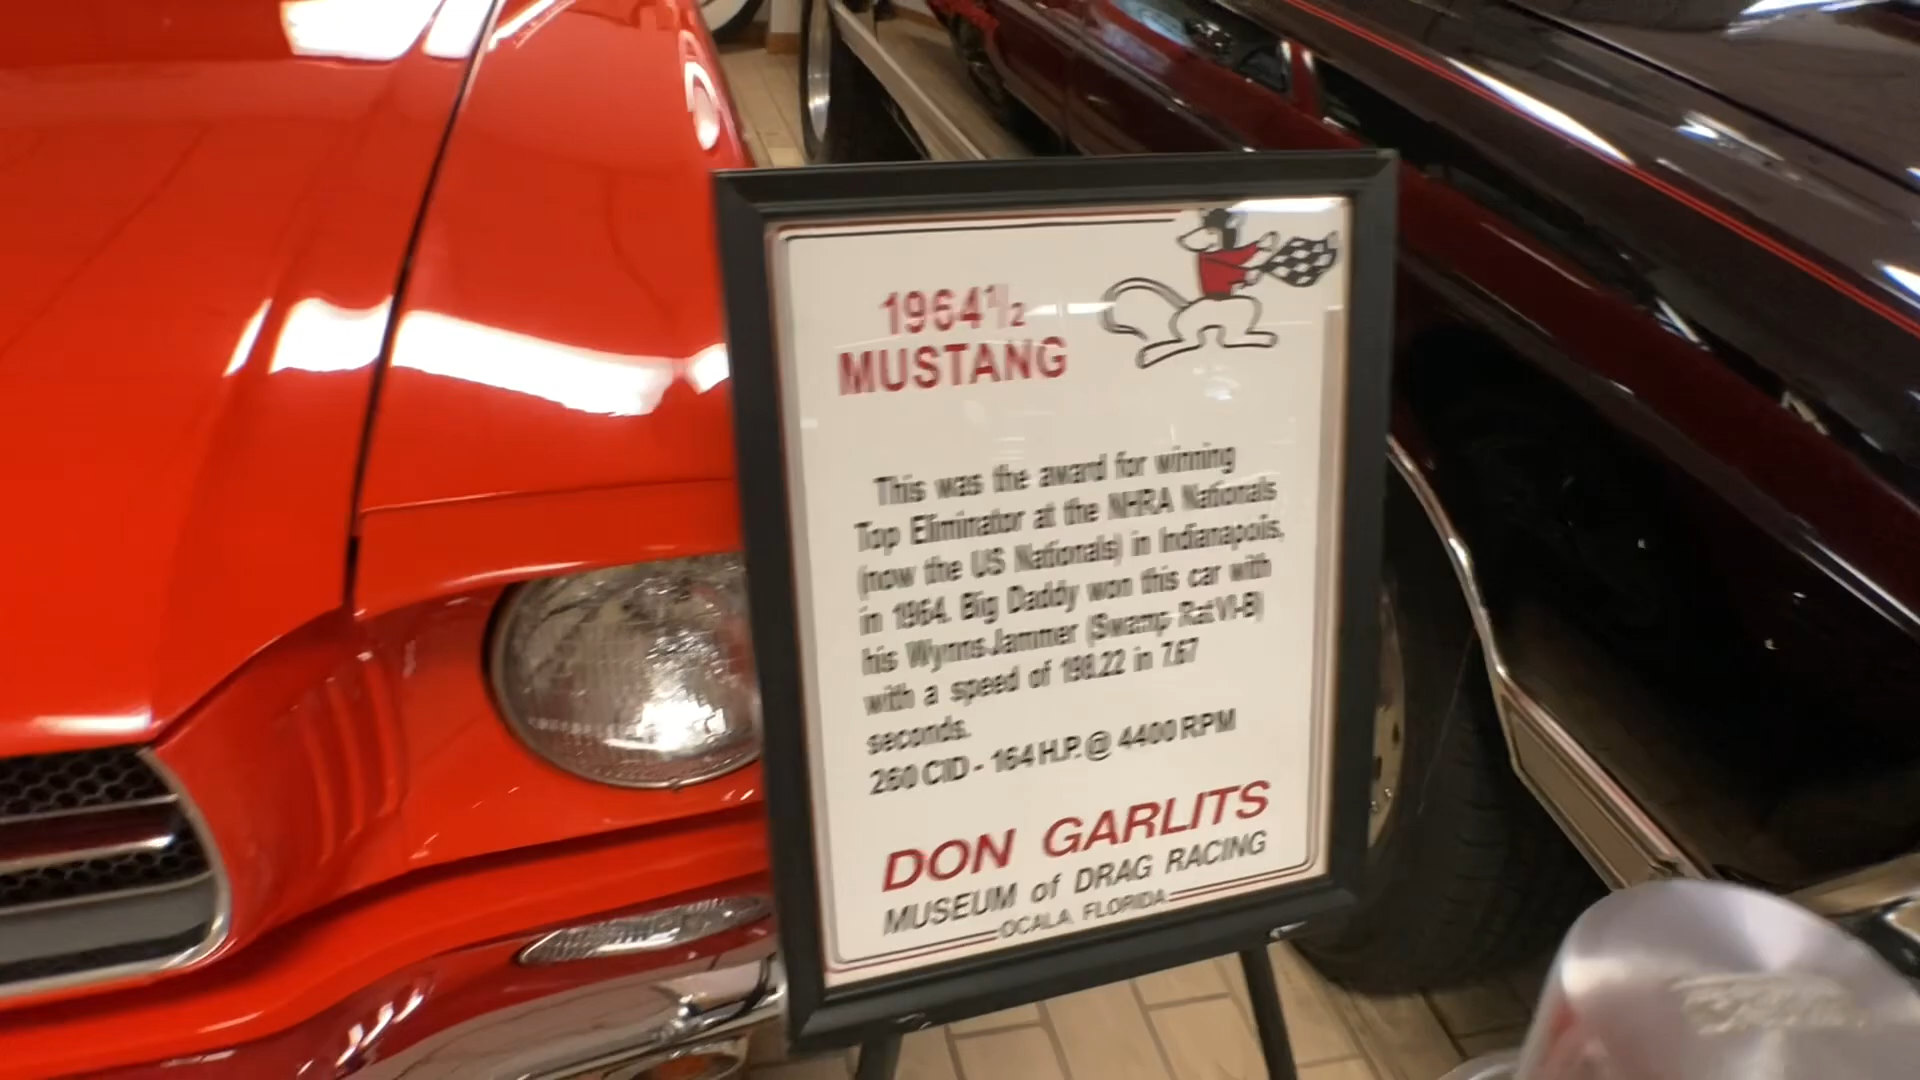 1964½
MUSTANG
This was the award for winning
Top Eliminator at the NHRA Nationals
(now the US Nationals) in Indianapolis,
in 1964. Big Daddy won this car with
his Wynns Jammer (Swamp Rat VI-B)
with a speed of 198.22 in 7.67
seconds.
260 CID - 164 H.P. @ 4400 RPM
DON GARLITS
MUSEUM of DRAG RACING
OCALA, FLORIDA